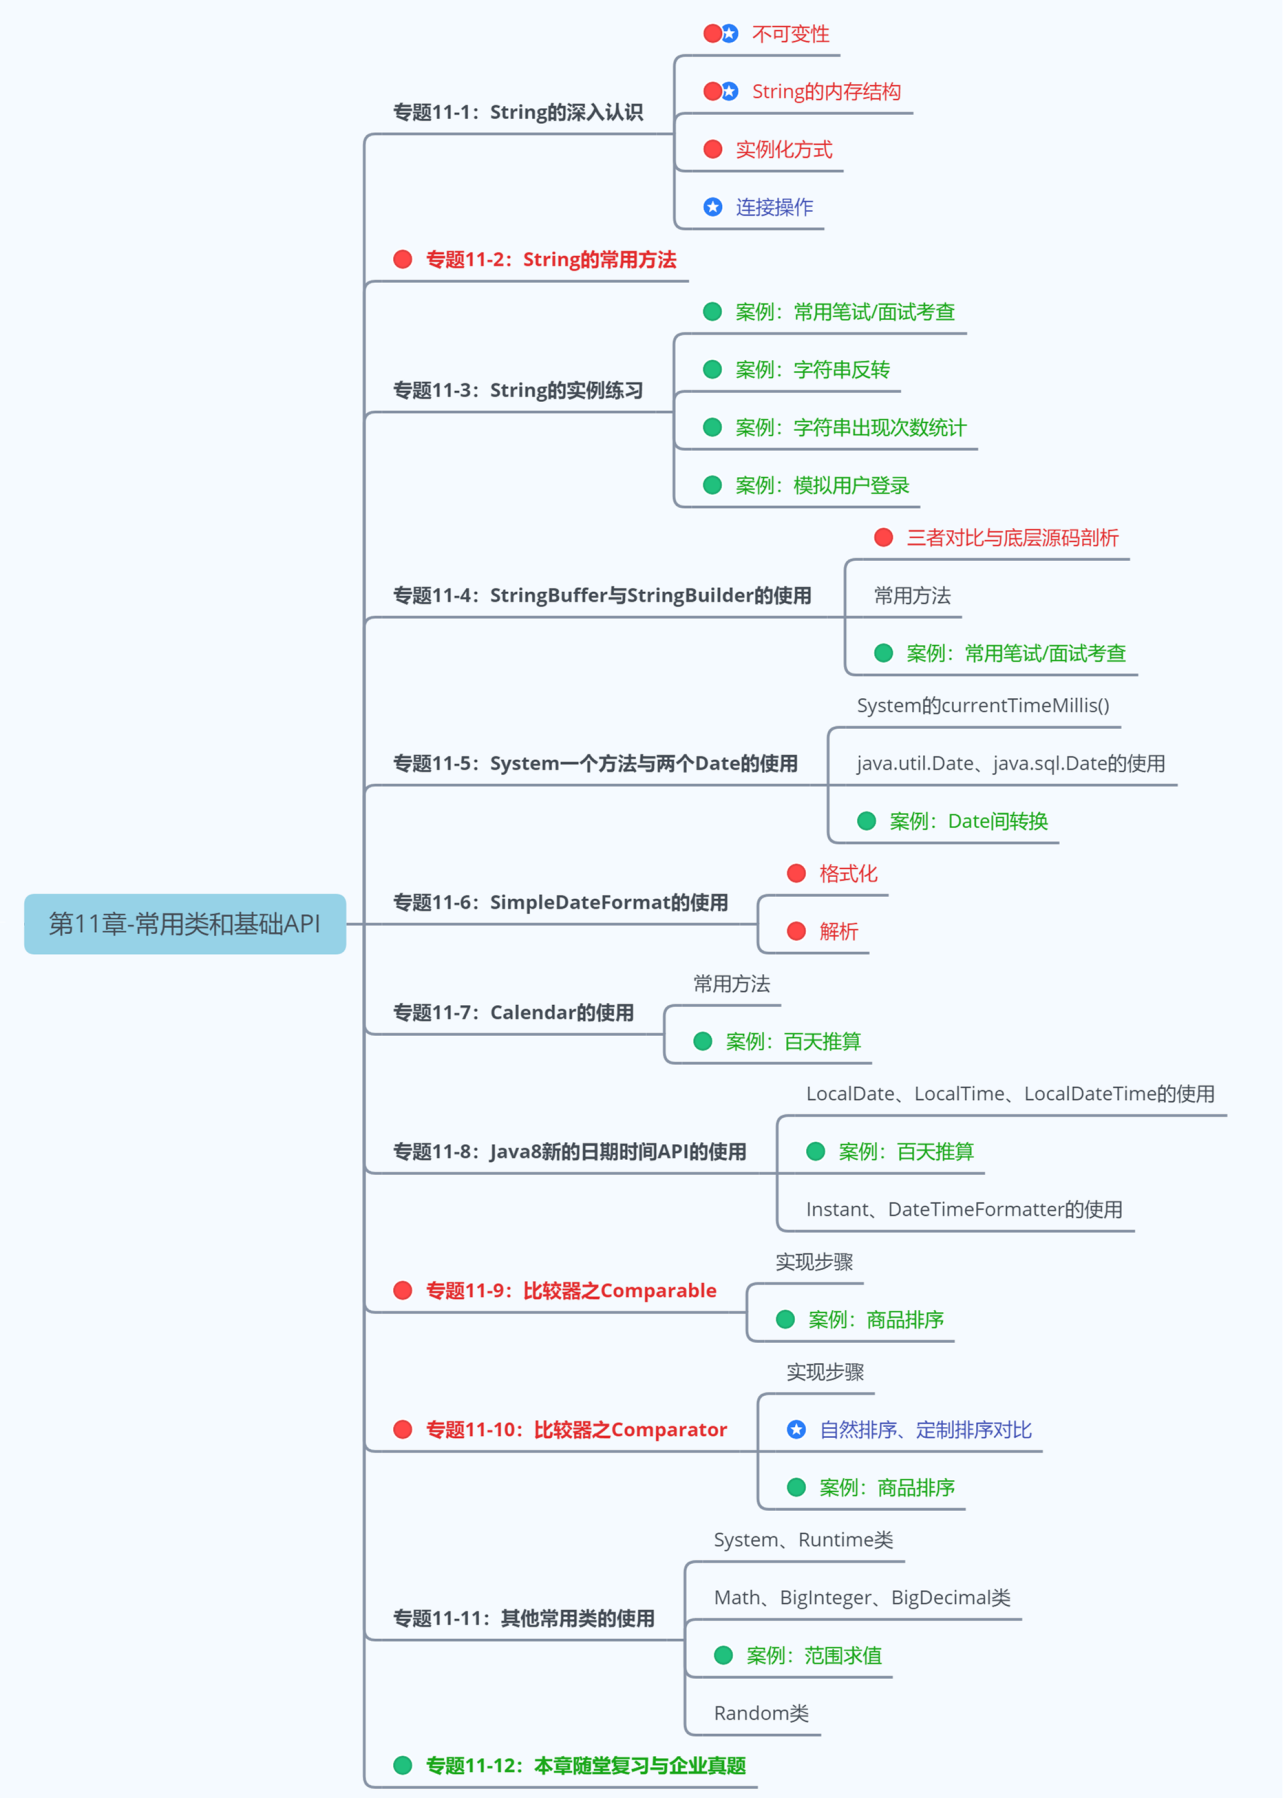 不可变性
String的内存结构
专题11-1：String的深入认识
实例化方式
连接操作
专题11-2：String的常用方法
案例：常用笔试/面试考查
案例：字符串反转
专题11-3：String的实例练习
案例：字符串出现次数统计
案例：模拟用户登录
三者对比与底层源码剖析
专题11-4：StringBuffer与StringBuilder的使用
常用方法
案例：常用笔试/面试考查
System的currentTimeMillis()
专题11-5：System一个方法与两个Date的使用
java.util.Date、java.sql.Date的使用
案例：Date间转换
第11章-常用类和基础API
格式化
专题11-6：SimpleDateFormat的使用
解析
常用方法
专题11-7：Calendar的使用
案例：百天推算
LocalDate、LocalTime、LocalDateTime的使用
专题11-8：Java8新的日期时间API的使用
案例：百天推算
Instant、DateTimeFormatter的使用
实现步骤
专题11-9：比较器之Comparable
案例：商品排序
实现步骤
专题11-10：比较器之Comparator
自然排序、定制排序对比
案例：商品排序
System、Runtime类
Math、BigInteger、BigDecimal类
专题11-11：其他常用类的使用
案例：范围求值
Random类
专题11-12：本章随堂复习与企业真题